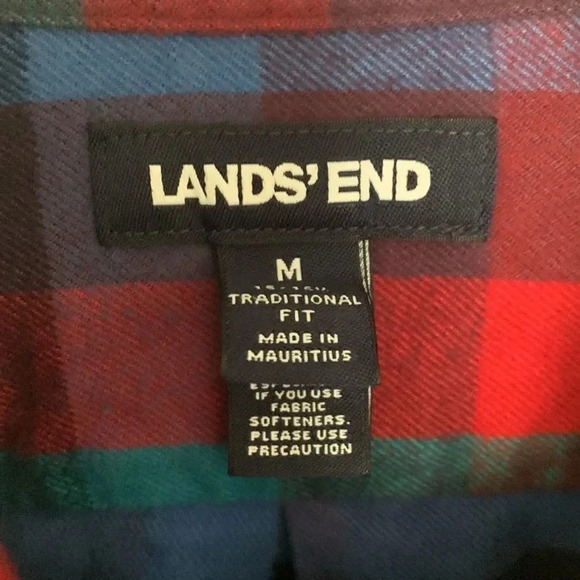 LANDS' END
M
TRADITIONAL
FIT
MADE IN
MAURITIUS
IF YOU USE
FABRIC
SOFTENERS.
PLEASE USE
PRECAUTION